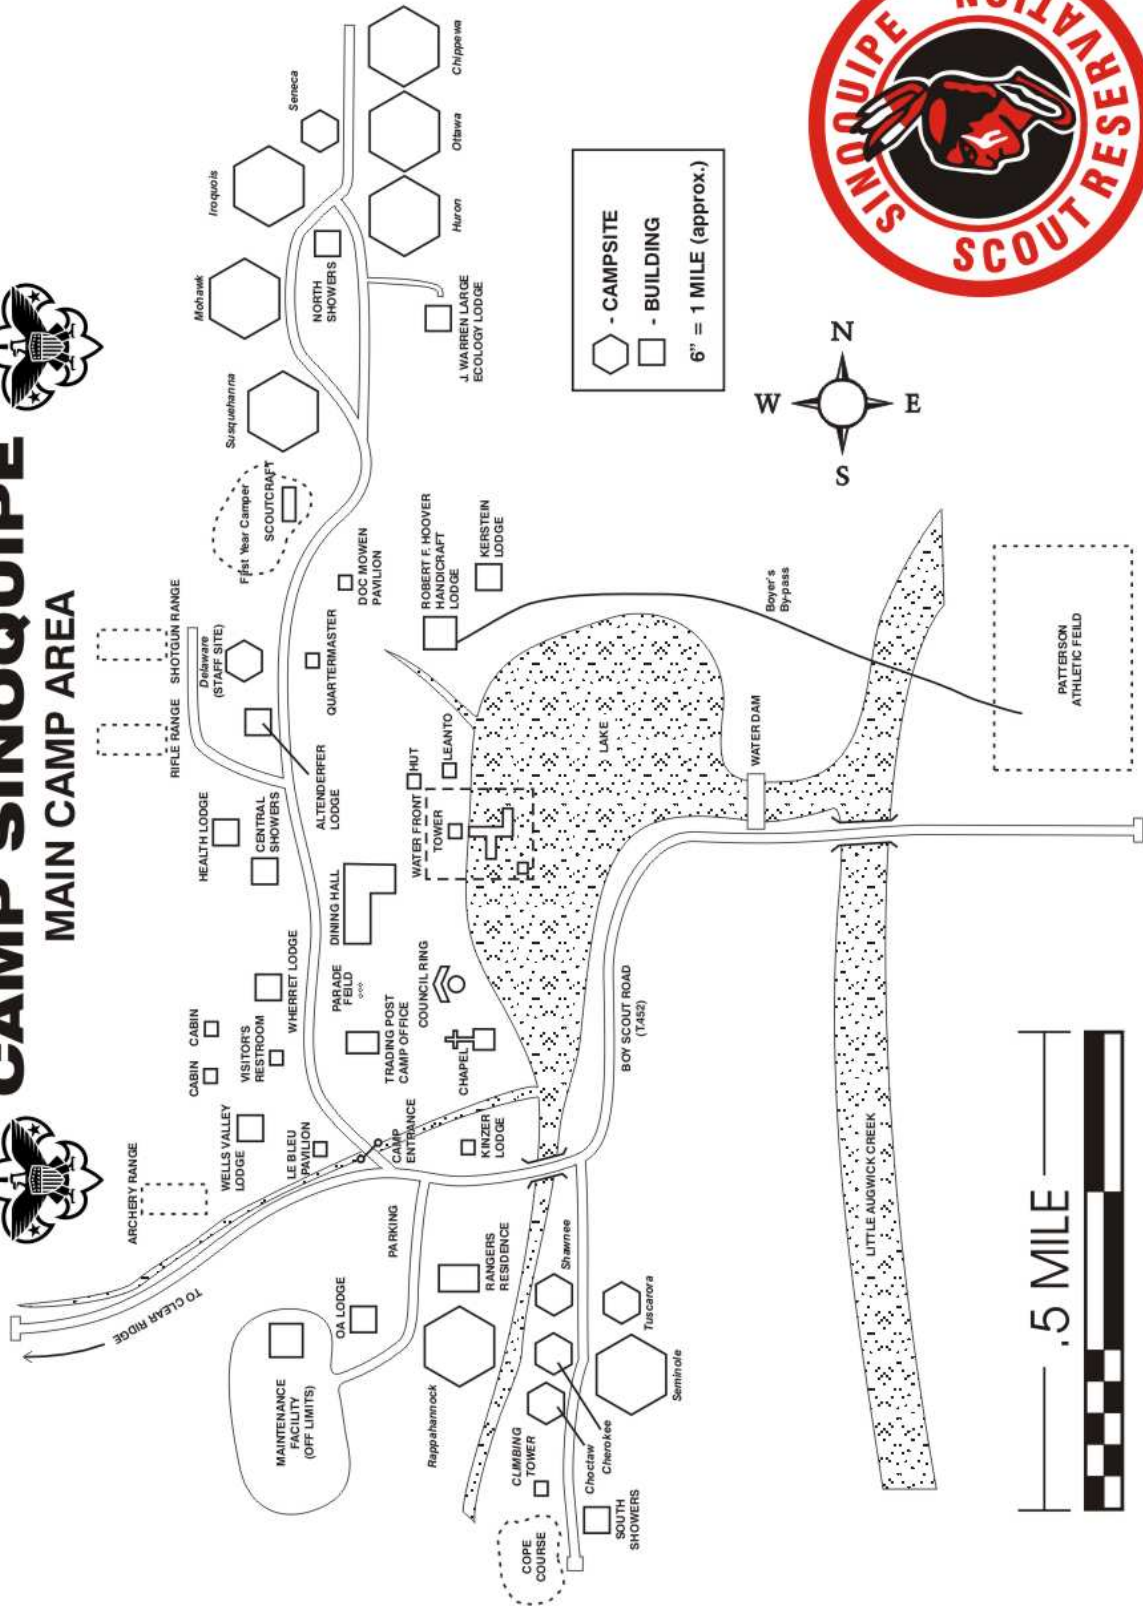 CAMP SINOQUIPE
MAIN CAMP AREA
SINOQUIPE
SCOUT RESERVATION
ARCHERY RANGE
TO CLEAR RIDGE
MAINTENANCE
FACILITY
(OFF LIMITS)
OA LODGE
PARKING
WELLS VALLEY
LODGE
LE BLEU
PAVILION
CABIN
CABIN
VISITOR'S
RESTROOM
WHERRET LODGE
HEALTH LODGE
CENTRAL
SHOWERS
RIFLE RANGE
SHOTGUN RANGE
Delaware
(STAFF SITE)
ALTENDERFER
LODGE
QUARTERMASTER
First Year Camper
SCOUTCRAFT
Susquehanna
Mohawk
Iroquois
Seneca
NORTH
SHOWERS
Chippewa
Ottawa
Huron
J. WARREN LARGE
ECOLOGY LODGE
DOC MOWEN
PAVILION
ROBERT F. HOOVER
HANDICRAFT
LODGE
KERSTEIN
LODGE
DINING HALL
PARADE
FEILD
TRADING POST
CAMP OFFICE
COUNCIL RING
CHAPEL
CAMP
ENTRANCE
KINZER
LODGE
WATER FRONT
TOWER
HUT
LEANTO
LAKE
WATER DAM
Boyer's
By-pass
PATTERSON
ATHLETIC FEILD
BOY SCOUT ROAD
(T.452)
LITTLE AUGWICK CREEK
RANGERS
RESIDENCE
Rappahannock
Shawnee
Tuscarora
Seminole
Cherokee
Choctaw
CLIMBING
TOWER
COPE
COURSE
SOUTH
SHOWERS
- CAMPSITE
- BUILDING
6" = 1 MILE (approx.)
N
W
E
S
.5 MILE